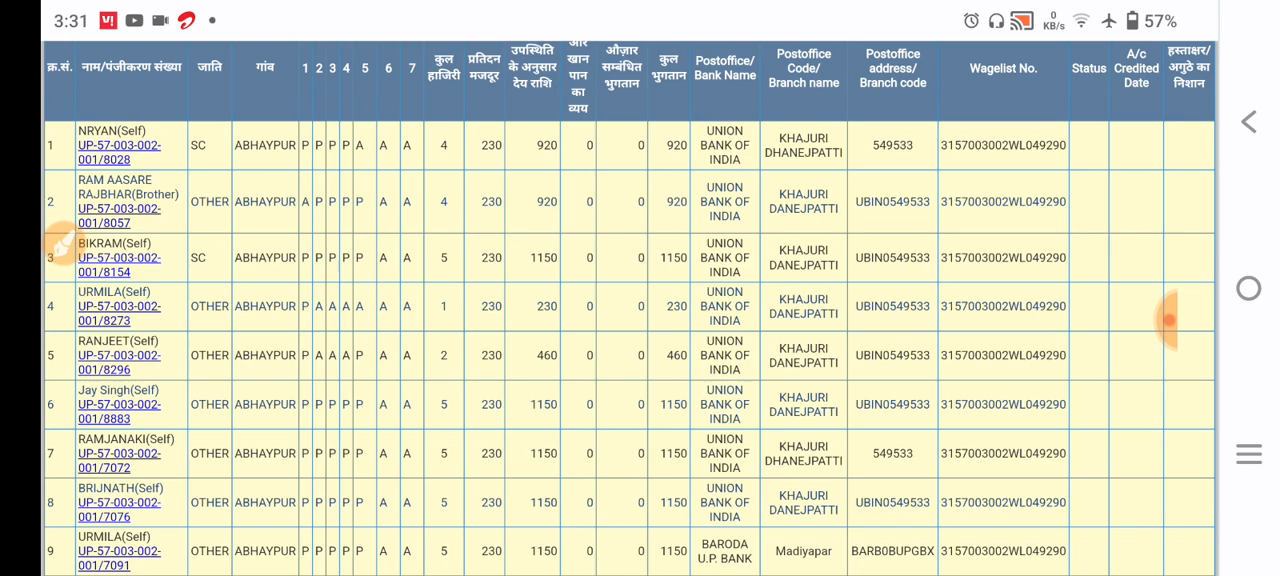 3:31
0
KB/s
57%
क्र.सं. नाम/पंजीकरण संख्या जाति गांव 1 2 3 4 5 6 7 कुल हाजिरी प्रतिदन मजदूर उपस्थिति के अनुसार देय राशि और खान पान का व्यय औज़ार सम्बंधित भुगतान कुल भुगतान Postoffice/ Bank Name Postoffice Code/ Branch name Postoffice address/ Branch code Wagelist No. Status A/c Credited Date हस्ताक्षर/ अगुठे का निशान
1 NRYAN(Self) UP-57-003-002-001/8028 SC ABHAYPUR P P P P A A A 4 230 920 0 0 920 UNION BANK OF INDIA KHAJURI DHANEJPATTI 549533 3157003002WL049290
2 RAM AASARE RAJBHAR(Brother) UP-57-003-002-001/8057 OTHER ABHAYPUR A P P P P A A 4 230 920 0 0 920 UNION BANK OF INDIA KHAJURI DANEJPATTI UBIN0549533 3157003002WL049290
3 BIKRAM(Self) UP-57-003-002-001/8154 SC ABHAYPUR P P P P P A A 5 230 1150 0 0 1150 UNION BANK OF INDIA KHAJURI DANEJPATTI UBIN0549533 3157003002WL049290
4 URMILA(Self) UP-57-003-002-001/8273 OTHER ABHAYPUR P A A A A A A 1 230 230 0 0 230 UNION BANK OF INDIA KHAJURI DANEJPATTI UBIN0549533 3157003002WL049290
5 RANJEET(Self) UP-57-003-002-001/8296 OTHER ABHAYPUR P A A A P A A 2 230 460 0 0 460 UNION BANK OF INDIA KHAJURI DANEJPATTI UBIN0549533 3157003002WL049290
6 Jay Singh(Self) UP-57-003-002-001/8883 OTHER ABHAYPUR P P P P P A A 5 230 1150 0 0 1150 UNION BANK OF INDIA KHAJURI DANEJPATTI UBIN0549533 3157003002WL049290
7 RAMJANAKI(Self) UP-57-003-002-001/7072 OTHER ABHAYPUR P P P P P A A 5 230 1150 0 0 1150 UNION BANK OF INDIA KHAJURI DHANEJPATTI 549533 3157003002WL049290
8 BRIJNATH(Self) UP-57-003-002-001/7076 OTHER ABHAYPUR P P P P P A A 5 230 1150 0 0 1150 UNION BANK OF INDIA KHAJURI DANEJPATTI UBIN0549533 3157003002WL049290
9 URMILA(Self) UP-57-003-002-001/7091 OTHER ABHAYPUR P P P P P A A 5 230 1150 0 0 1150 BARODA U.P. BANK Madiyapar BARB0BUPGBX 3157003002WL049290